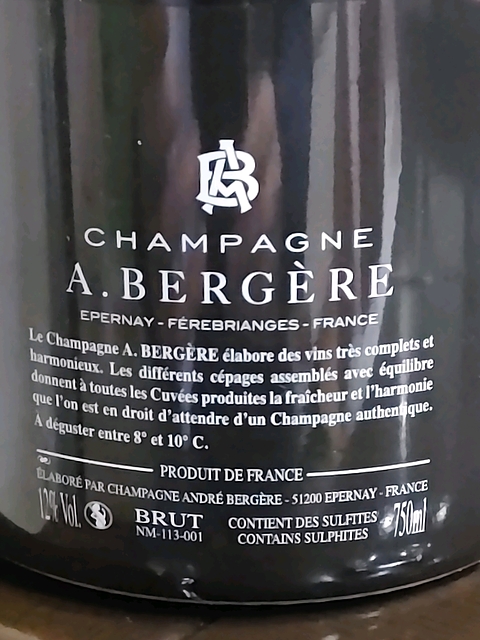 AB
CHAMPAGNE
A.BERGÈRE
EPERNAY - FÉREBRIANGES - FRANCE
Le Champagne A. BERGÈRE élabore des vins très complets et
harmonieux. Les différents cépages assemblés avec équilibre
donnent à toutes les Cuvées produites la fraîcheur et l'harmonie
que l'on est en droit d'attendre d'un Champagne authentique.
À déguster entre 8° et 10° C.
PRODUIT DE FRANCE
ÉLABORÉ PAR CHAMPAGNE ANDRÉ BERGÈRE - 51200 EPERNAY - FRANCE
12% Vol. BRUT CONTIENT DES SULFITES 750ml
NM-113-001 CONTAINS SULPHITES